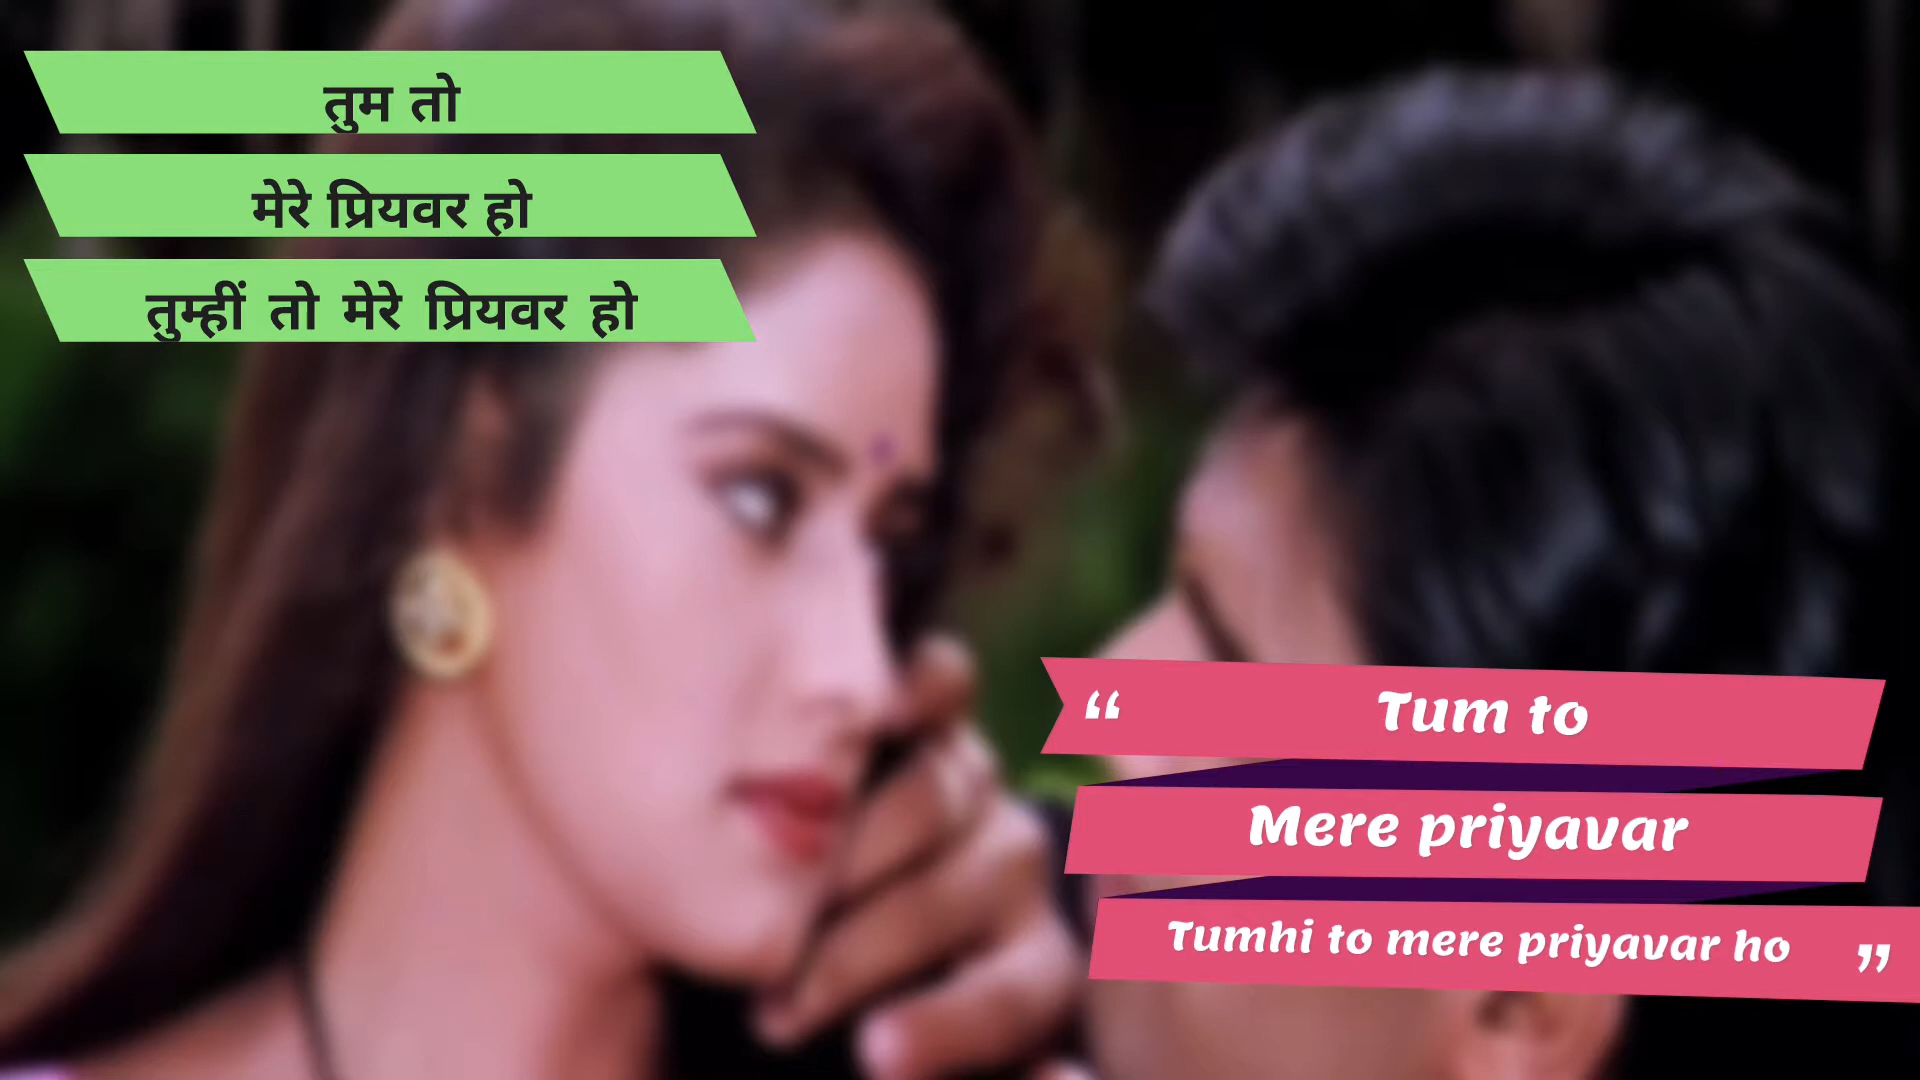 तुम तो
मेरे प्रियवर हो
तुम्हीं तो मेरे प्रियवर हो
“ Tum to
Mere priyavar
Tumhi to mere priyavar ho ”